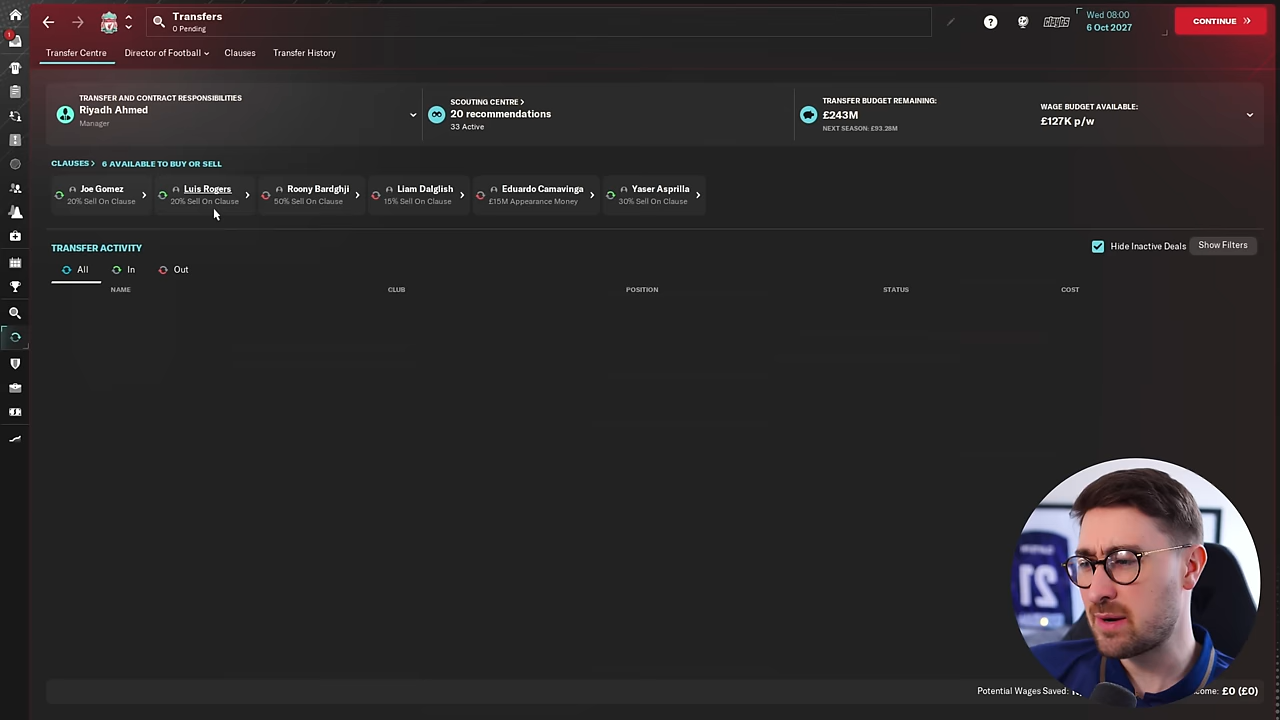 Transfers
0 Pending
Wed 08:00
6 Oct 2027
CONTINUE
1
Transfer Centre
Director of Football
Clauses
Transfer History
TRANSFER AND CONTRACT RESPONSIBILITIES
Riyadh Ahmed
Manager
SCOUTING CENTRE >
20 recommendations
33 Active
TRANSFER BUDGET REMAINING:
£243M
NEXT SEASON: £93.28M
WAGE BUDGET AVAILABLE:
£127K p/w
CLAUSES > 6 AVAILABLE TO BUY OR SELL
Joe Gomez
20% Sell On Clause
Luis Rogers
20% Sell On Clause
Roony Bardghji
50% Sell On Clause
Liam Dalglish
15% Sell On Clause
Eduardo Camavinga
£15M Appearance Money
Yaser Asprilla
30% Sell On Clause
TRANSFER ACTIVITY
Hide Inactive Deals
Show Filters
All
In
Out
NAME
CLUB
POSITION
STATUS
COST
21
Potential Wages Saved:
£0 (£0)